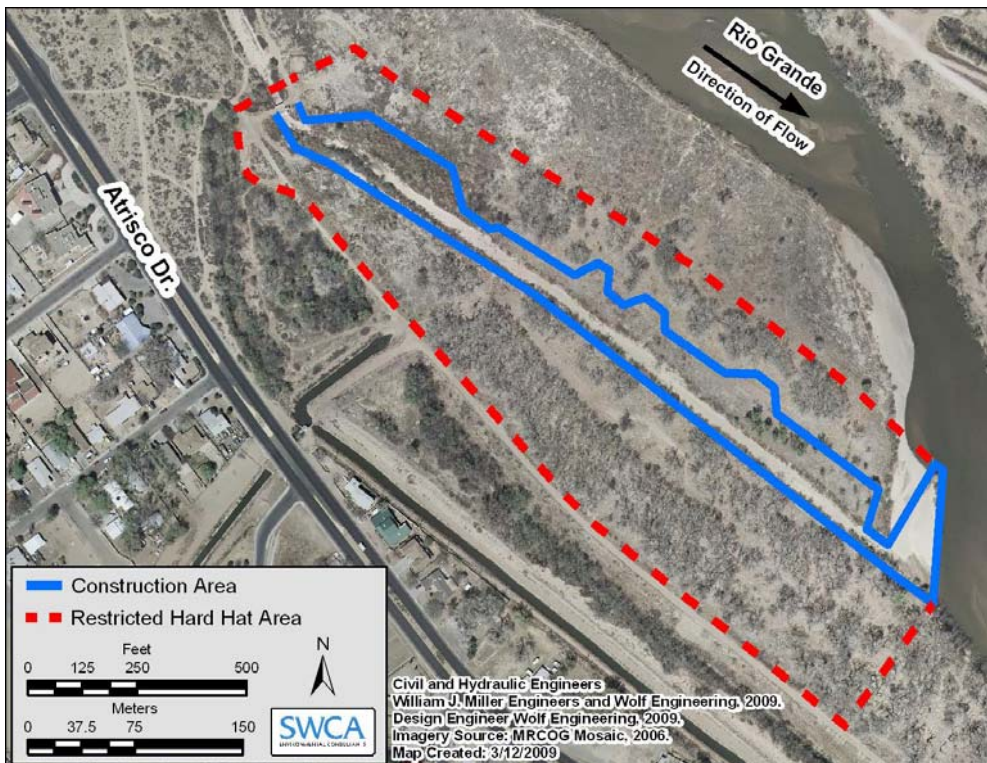 Rio Grande
Direction of Flow
Atrisco Dr.
Construction Area
Restricted Hard Hat Area
Feet
0 125 250 500
Meters
0 37.5 75 150
N
SWCA
ENVIRONMENTAL CONSULTANTS
Civil and Hydraulic Engineers
William J. Miller Engineers and Wolf Engineering, 2009.
Design Engineer Wolf Engineering, 2009.
Imagery Source: MRCOG Mosaic, 2006.
Map Created: 3/12/2009